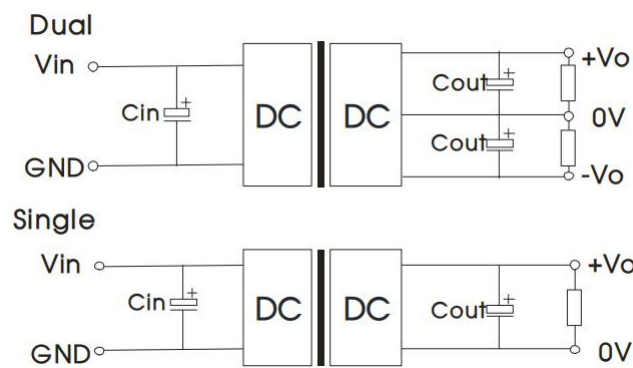 Dual
Vin
+Vo
Cin
+
DC
DC
Cout
+
0V
Cout
+
GND
-Vo
Single
Vin
+Vo
Cin
+
DC
DC
Cout
+
GND
0V